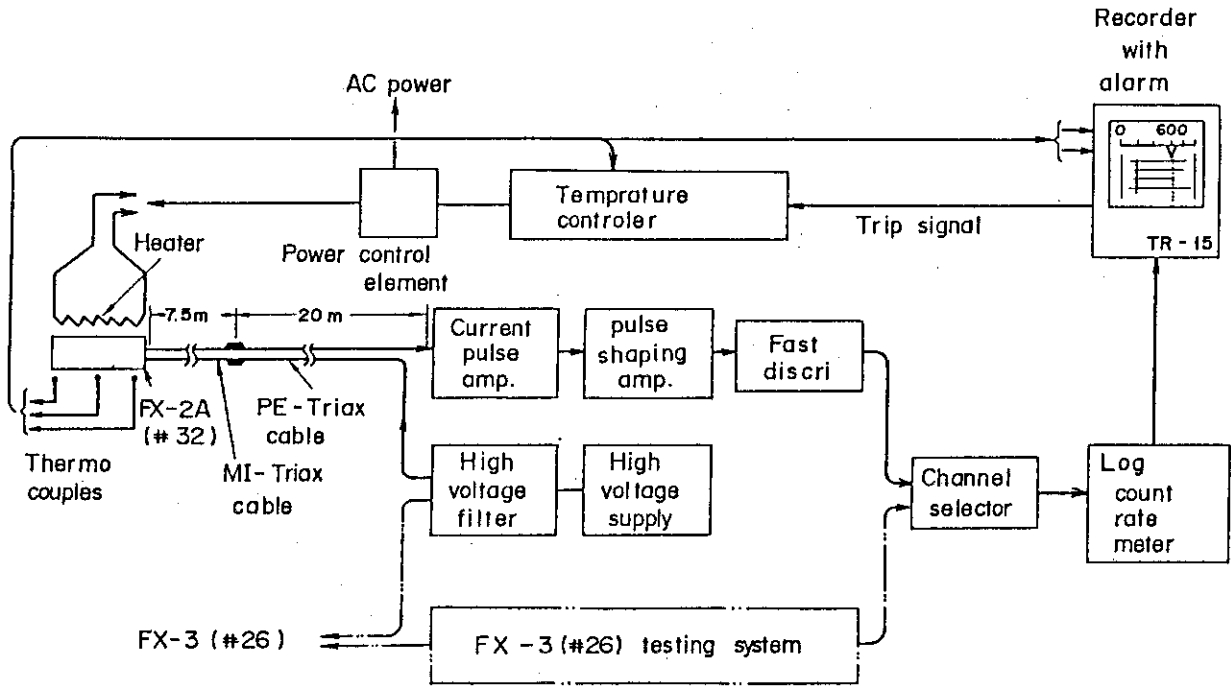 Recorder
with
alarm
AC power
0 600
Temprature
controler
Trip signal
TR - 15
Heater
Power control
element
7.5m
20 m
Current
pulse
amp.
pulse
shaping
amp.
Fast
discri
FX-2A
(#32)
PE-Triax
cable
MI-Triax
cable
Thermo
couples
High
voltage
filter
High
voltage
supply
Channel
selector
Log
count
rate
meter
FX-3 (#26)
FX-3 (#26) testing system